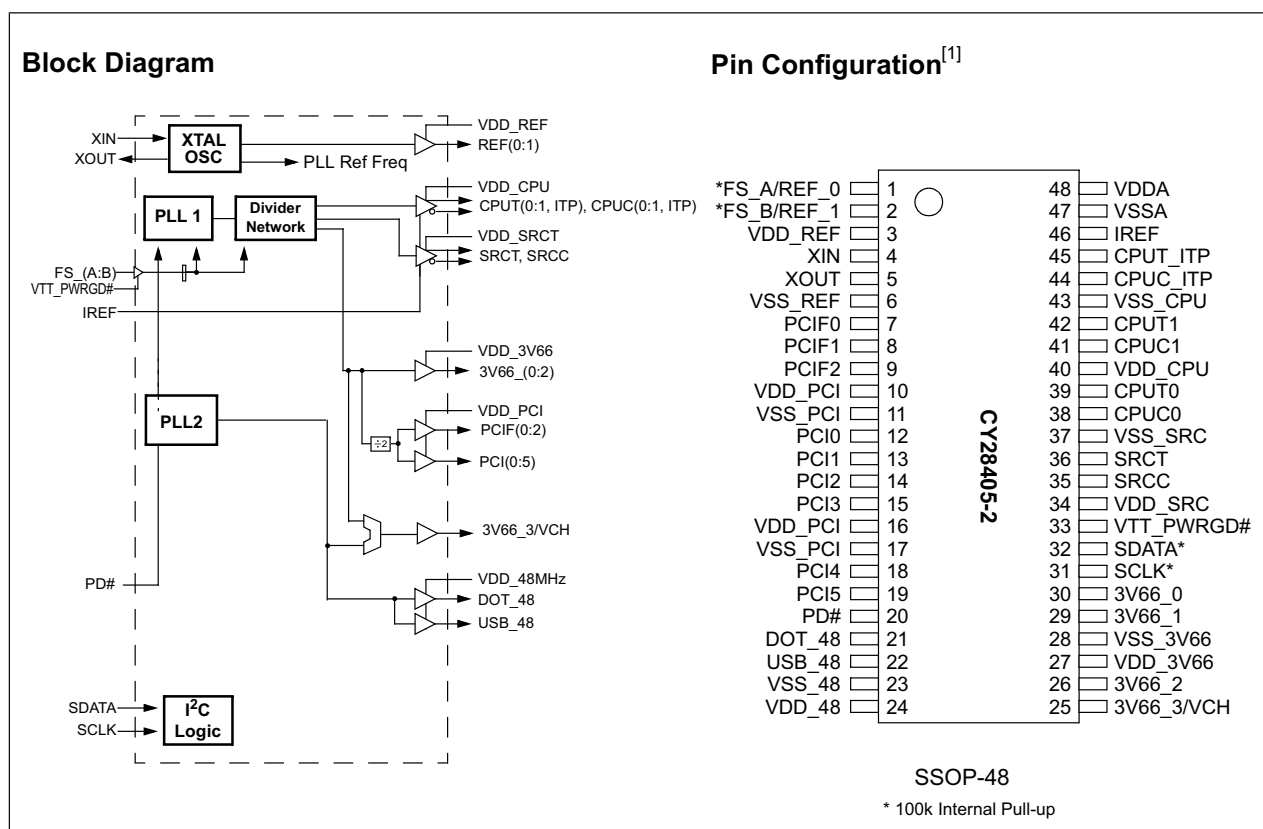 Block Diagram
XIN
XOUT
XTAL
OSC
VDD_REF
REF(0:1)
PLL Ref Freq
PLL 1
Divider
Network
VDD_CPU
CPUT(0:1, ITP), CPUC(0:1, ITP)
VDD_SRCT
SRCT, SRCC
FS_(A:B)
VTT_PWRGD#
IREF
VDD_3V66
3V66_(0:2)
PLL2
VDD_PCI
PCIF(0:2)
÷2
PCI(0:5)
3V66_3/VCH
PD#
VDD_48MHz
DOT_48
USB_48
SDATA
SCLK
I2C
Logic
Pin Configuration[1]
*FS_A/REF_0 1 48 VDDA
*FS_B/REF_1 2 47 VSSA
VDD_REF 3 46 IREF
XIN 4 45 CPUT_ITP
XOUT 5 44 CPUC_ITP
VSS_REF 6 43 VSS_CPU
PCIF0 7 42 CPUT1
PCIF1 8 41 CPUC1
PCIF2 9 40 VDD_CPU
VDD_PCI 10 39 CPUT0
VSS_PCI 11 38 CPUC0
PCI0 12 37 VSS_SRC
PCI1 13 36 SRCT
PCI2 14 35 SRCC
PCI3 15 34 VDD_SRC
VDD_PCI 16 33 VTT_PWRGD#
VSS_PCI 17 32 SDATA*
PCI4 18 31 SCLK*
PCI5 19 30 3V66_0
PD# 20 29 3V66_1
DOT_48 21 28 VSS_3V66
USB_48 22 27 VDD_3V66
VSS_48 23 26 3V66_2
VDD_48 24 25 3V66_3/VCH
CY28405-2
SSOP-48
* 100k Internal Pull-up